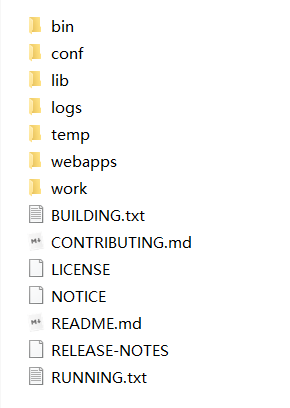 bin
conf
lib
logs
temp
webapps
work
BUILDING.txt
CONTRIBUTING.md
LICENSE
NOTICE
README.md
RELEASE-NOTES
RUNNING.txt